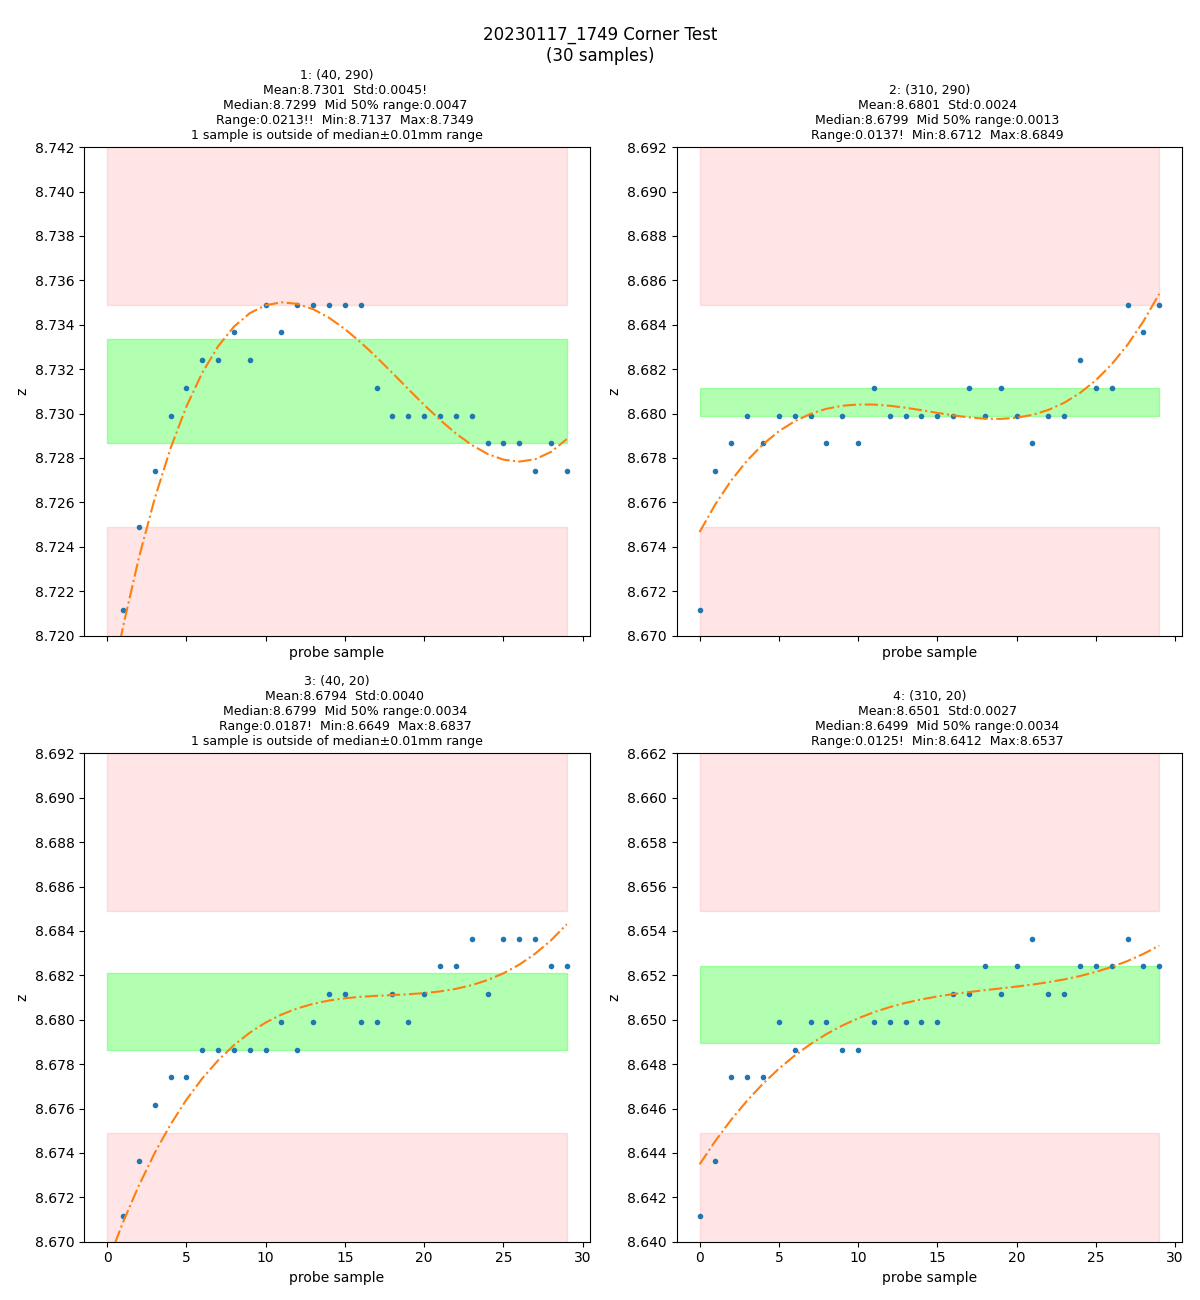 20230117_1749 Corner Test
(30 samples)
1: (40, 290)
Mean:8.7301  Std:0.0045!
Median:8.7299  Mid 50% range:0.0047
Range:0.0213!!  Min:8.7137  Max:8.7349
1 sample is outside of median±0.01mm range
8.742
8.740
8.738
8.736
8.734
8.732
8.730
8.728
8.726
8.724
8.722
8.720
z
probe sample
2: (310, 290)
Mean:8.6801  Std:0.0024
Median:8.6799  Mid 50% range:0.0013
Range:0.0137!  Min:8.6712  Max:8.6849
8.692
8.690
8.688
8.686
8.684
8.682
8.680
8.678
8.676
8.674
8.672
8.670
z
probe sample
3: (40, 20)
Mean:8.6794  Std:0.0040
Median:8.6799  Mid 50% range:0.0034
Range:0.0187!  Min:8.6649  Max:8.6837
1 sample is outside of median±0.01mm range
8.692
8.690
8.688
8.686
8.684
8.682
8.680
8.678
8.676
8.674
8.672
8.670
z
0 5 10 15 20 25 30
probe sample
4: (310, 20)
Mean:8.6501  Std:0.0027
Median:8.6499  Mid 50% range:0.0034
Range:0.0125!  Min:8.6412  Max:8.6537
8.662
8.660
8.658
8.656
8.654
8.652
8.650
8.648
8.646
8.644
8.642
8.640
z
0 5 10 15 20 25 30
probe sample